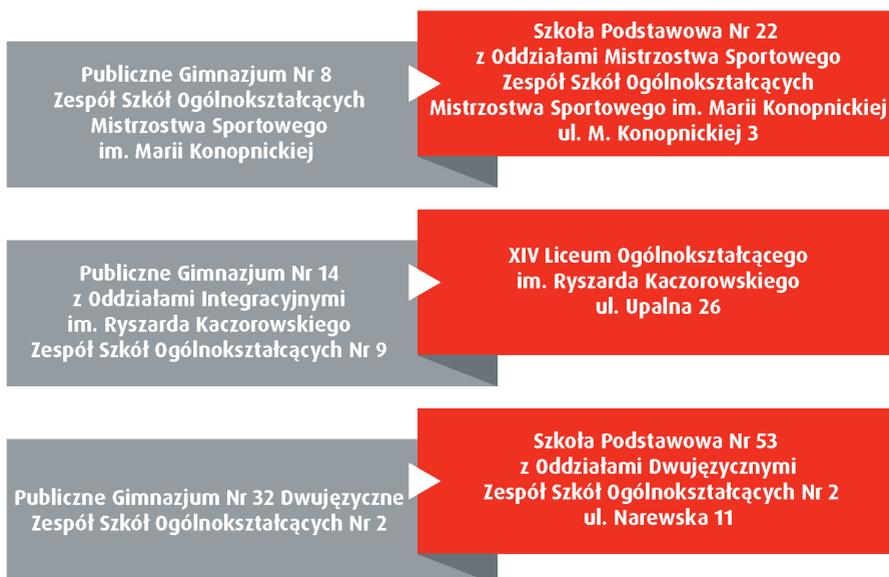 Publiczne Gimnazjum Nr 8
Zespół Szkół Ogólnokształcących
Mistrzostwa Sportowego
im. Marii Konopnickiej
Szkoła Podstawowa Nr 22
z Oddziałami Mistrzostwa Sportowego
Zespół Szkół Ogólnokształcących
Mistrzostwa Sportowego im. Marii Konopnickiej
ul. M. Konopnickiej 3
Publiczne Gimnazjum Nr 14
z Oddziałami Integracyjnymi
im. Ryszarda Kaczorowskiego
Zespół Szkół Ogólnokształcących Nr 9
XIV Liceum Ogólnokształcącego
im. Ryszarda Kaczorowskiego
ul. Upalna 26
Publiczne Gimnazjum Nr 32 Dwujęzyczne
Zespół Szkół Ogólnokształcących Nr 2
Szkoła Podstawowa Nr 53
z Oddziałami Dwujęzycznymi
Zespół Szkół Ogólnokształcących Nr 2
ul. Narewska 11